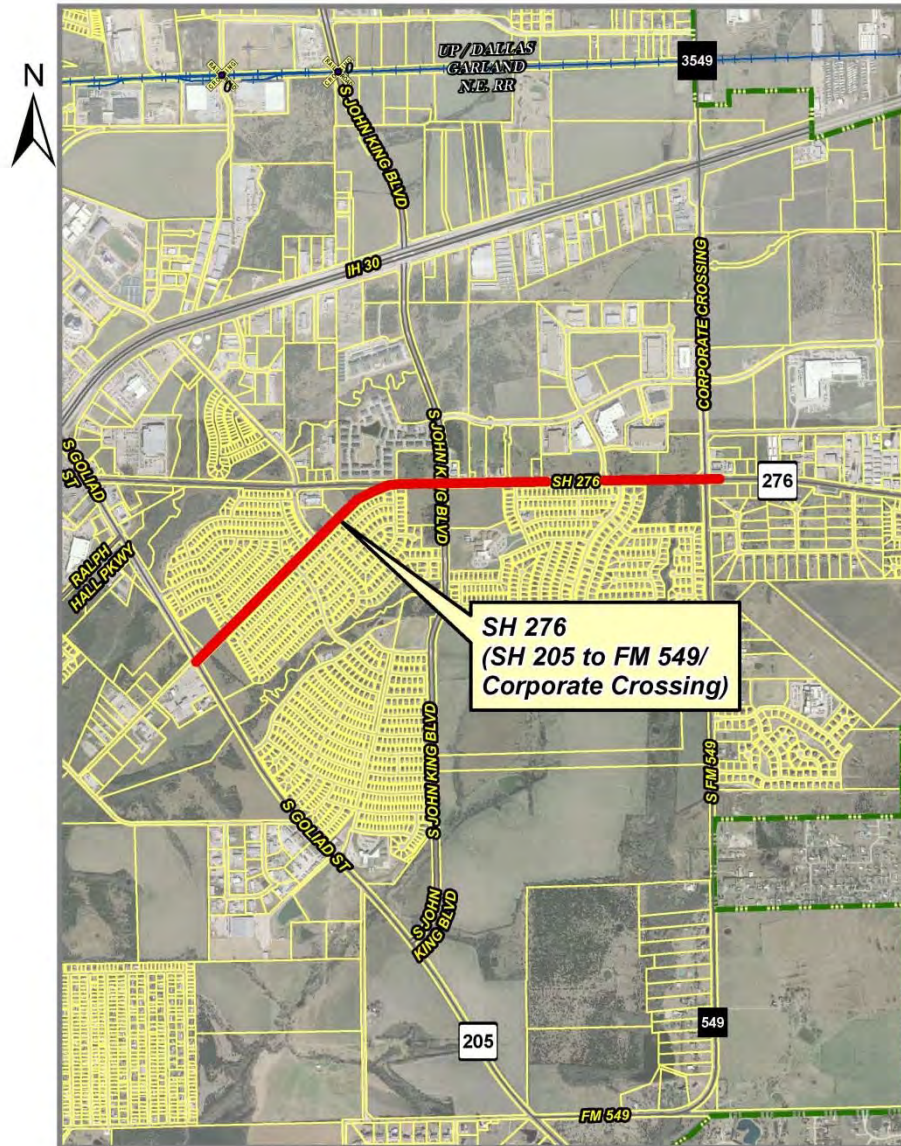 N
UP / DALLAS
GARLAND
N.E. RR
3549
S JOHN KING BLVD
IH 30
CORPORATE CROSSING
S GOLIAD
ST
S JOHN K NG BLVD
SH 276
276
RALPH
HALL PKWY
SH 276
(SH 205 to FM 549/
Corporate Crossing)
S JOHN KING BLVD
S FM 549
S GOLIAD ST
S JOHN
KING BLVD
205
549
FM 549